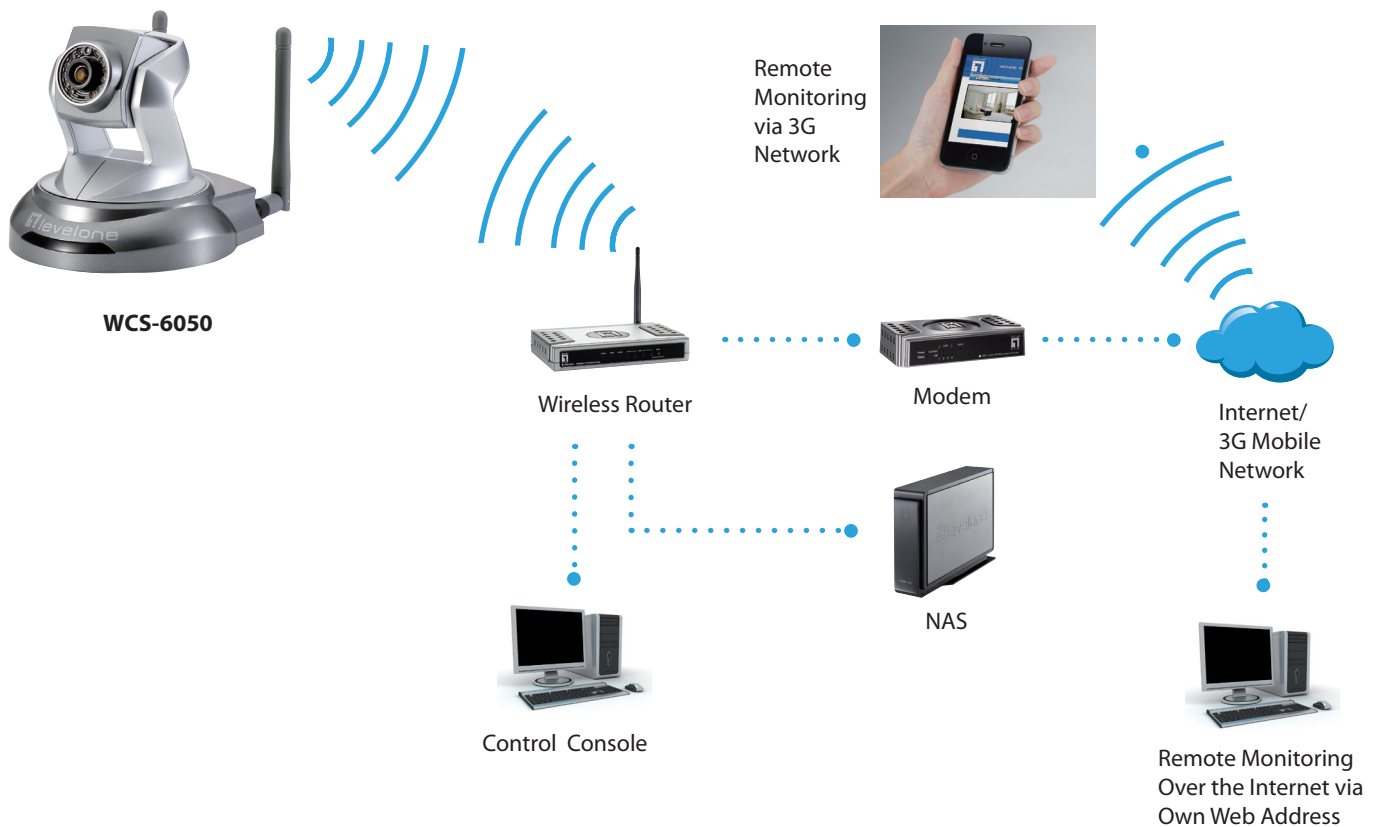 Remote
Monitoring
via 3G
Network
levelone
WCS-6050
Wireless Router
Modem
Internet/
3G Mobile
Network
levelone
NAS
Control Console
Remote Monitoring
Over the Internet via
Own Web Address